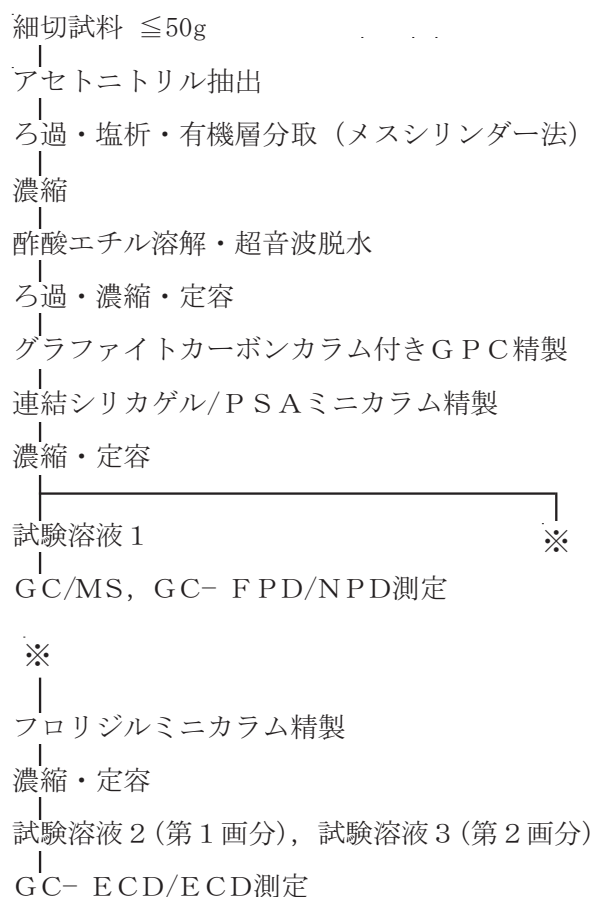 細切試料 ≦50g
アセトニトリル抽出
ろ過・塩析・有機層分取（メスシリンダー法）
濃縮
酢酸エチル溶解・超音波脱水
ろ過・濃縮・定容
グラファイトカーボンカラム付きＧＰＣ精製
連結シリカゲル/ＰＳＡミニカラム精製
濃縮・定容
試験溶液１ ※
ＧＣ/ＭＳ，ＧＣ−ＦＰＤ/ＮＰＤ測定
※
フロリジルミニカラム精製
濃縮・定容
試験溶液２(第１画分)，試験溶液３(第２画分)
ＧＣ−ＥＣＤ/ＥＣＤ測定